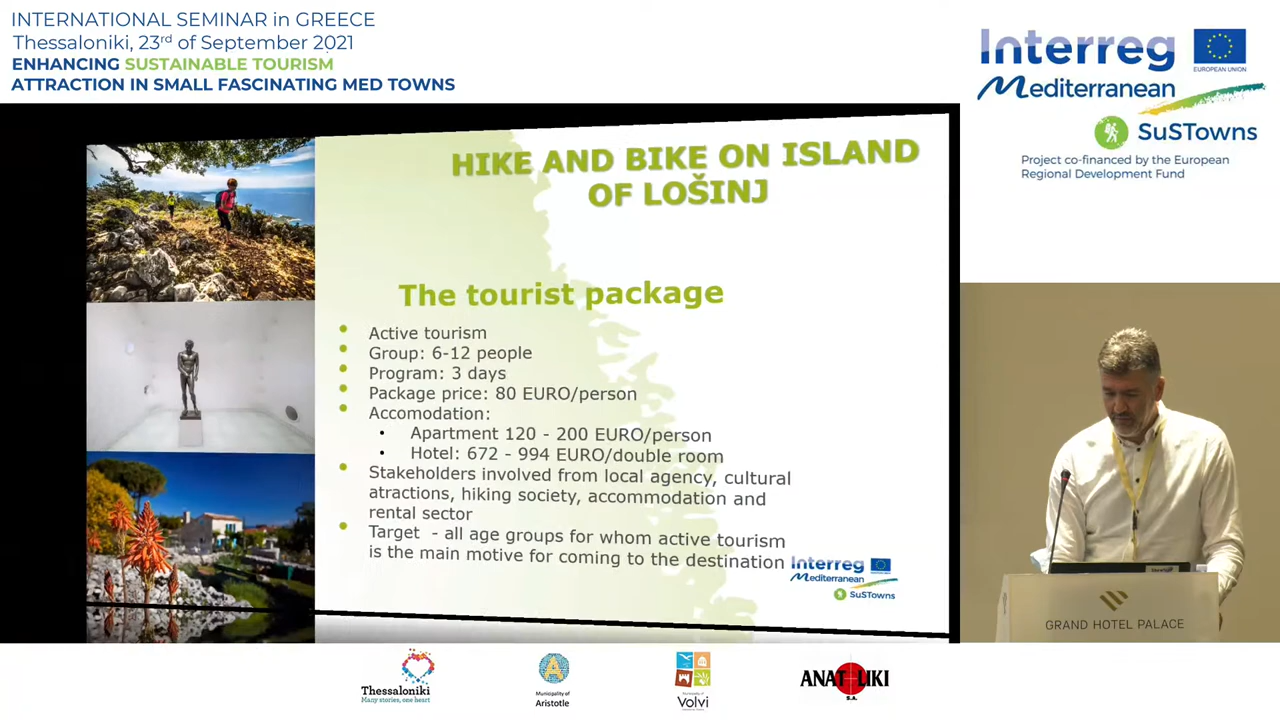 INTERNATIONAL SEMINAR in GREECE
Thessaloniki, 23rd of September 2021
ENHANCING SUSTAINABLE TOURISM
ATTRACTION IN SMALL FASCINATING MED TOWNS
Interreg
EUROPEAN UNION
Mediterranean
SuSTowns
Project co-financed by the European
Regional Development Fund
HIKE AND BIKE ON ISLAND
OF LOŠINJ
The tourist package
• Active tourism
• Group: 6-12 people
• Program: 3 days
• Package price: 80 EURO/person
• Accomodation:
• Apartment 120 - 200 EURO/person
• Hotel: 672 - 994 EURO/double room
• Stakeholders involved from local agency, cultural
atractions, hiking society, accommodation and
rental sector
• Target - all age groups for whom active tourism
is the main motive for coming to the destination
Interreg
Mediterranean
SuSTowns
GRAND HOTEL PALACE
Thessaloniki
Many stories, one heart
Municipality of
Aristotle
Municipality of
Volvi
ANATOLIKI
S.A.